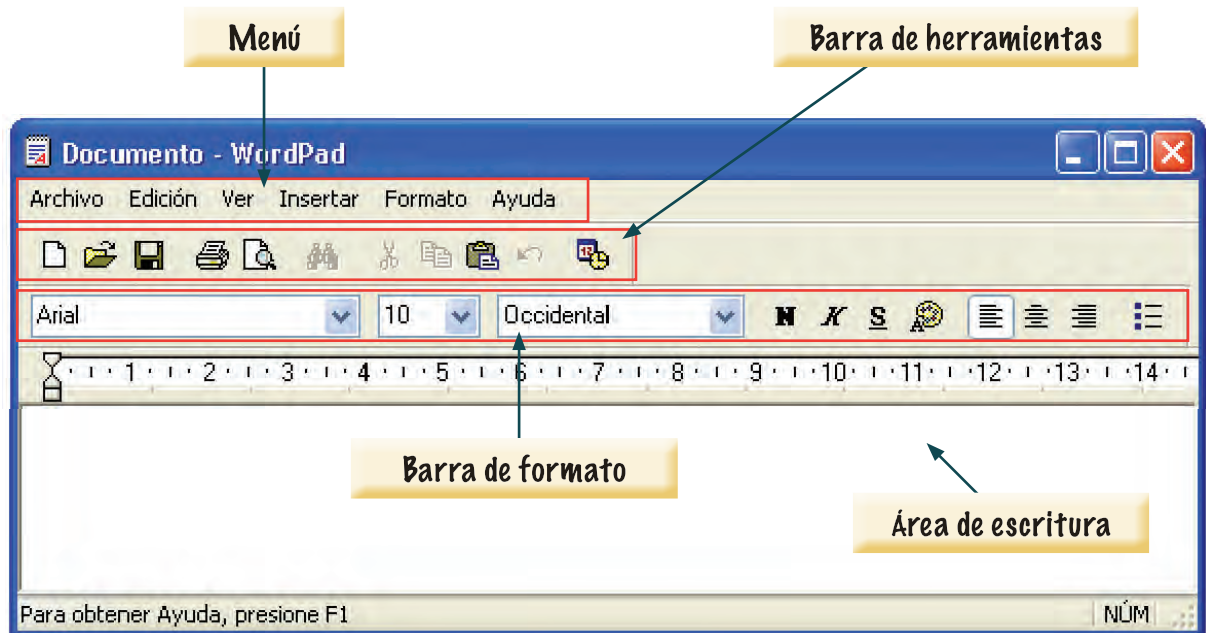 Menú
Barra de herramientas
Documento - WordPad
Archivo Edición Ver Insertar Formato Ayuda
12
Arial 10 Occidental N K S A
1 2 3 4 5 6 7 8 9 10 11 12 13 14
Barra de formato
Área de escritura
Para obtener Ayuda, presione F1 NÚM